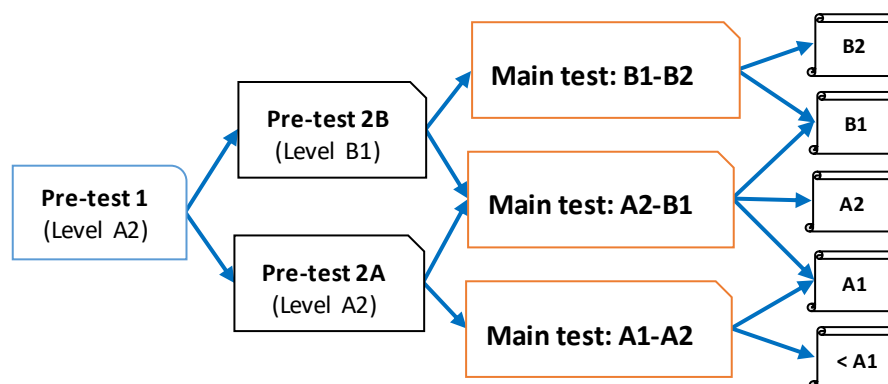 Pre-test 1
(Level A2)
Pre-test 2B
(Level B1)
Pre-test 2A
(Level A2)
Main test: B1-B2
Main test: A2-B1
Main test: A1-A2
B2
B1
A2
A1
< A1